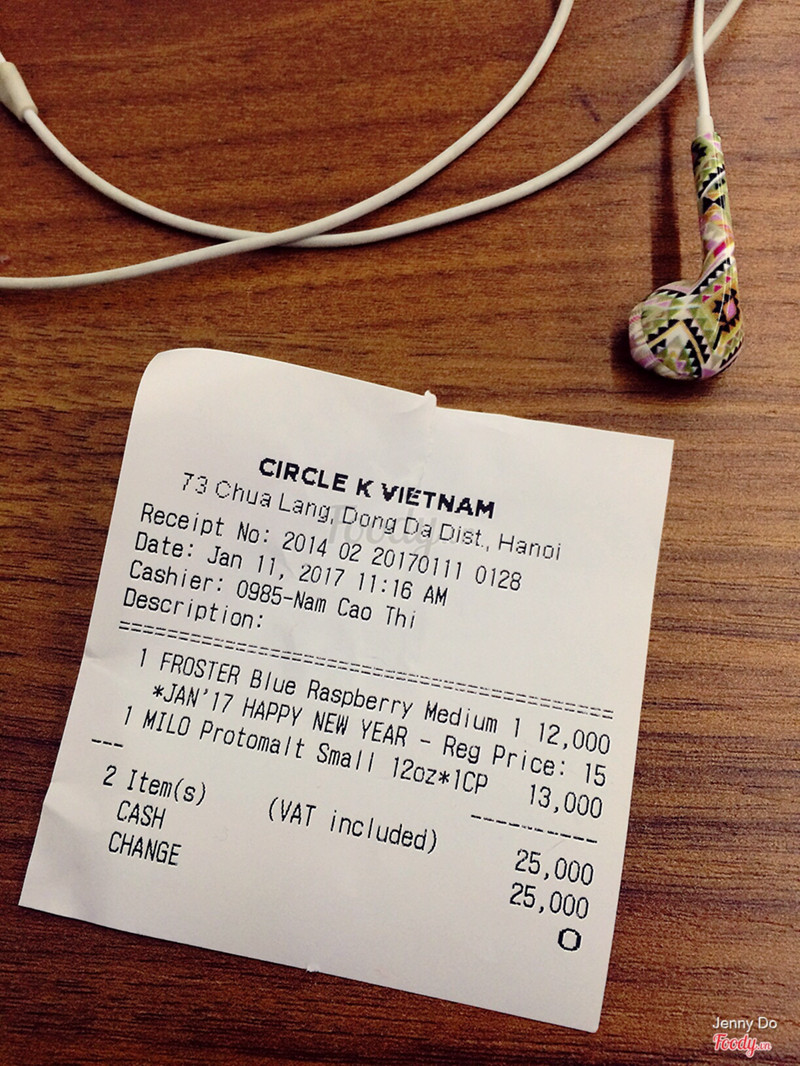 CIRCLE K VIETNAM
73 Chua Lang, Dong Da Dist., Hanoi
Receipt No: 2014 02 20170111 0128
Date: Jan 11, 2017 11:16 AM
Cashier: 0985-Nam Cao Thi
Description:
==========================================
1 FROSTER Blue Raspberry Medium 1 12,000
*JAN'17 HAPPY NEW YEAR - Reg Price: 15
1 MILO Protomalt Small 12oz*1CP 13,000
--- ----------
2 Item(s) (VAT included) 25,000
CASH 25,000
CHANGE 0
Foody
Jenny Do
Foody.vn